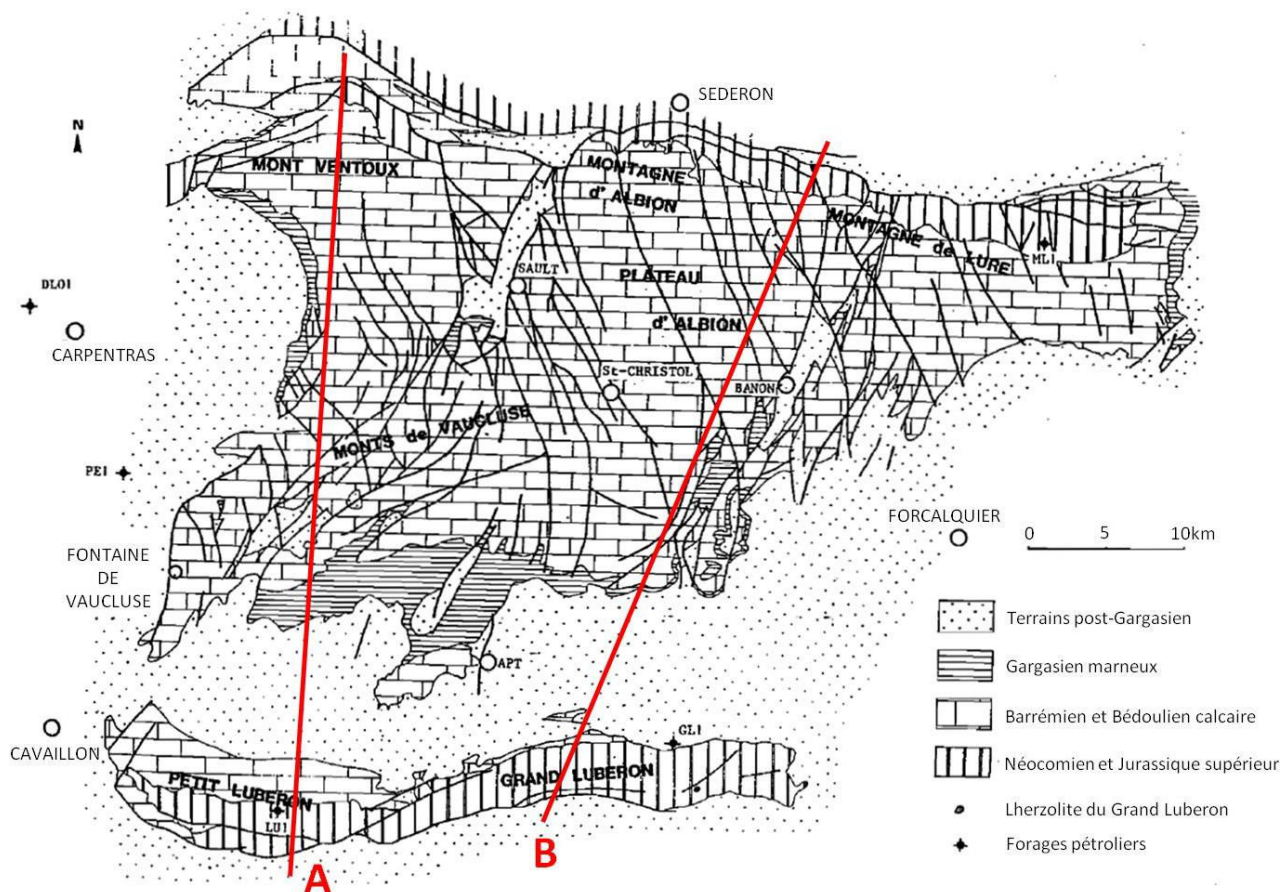 SEDERON
N
MONT VENTOUX
MONTAGNE
d'ALBION
MONTAGNE de LURE
ML1
SAULT
PLATEAU
d'ALBION
DLO1
CARPENTRAS
St-CHRISTOL
BANON
MONTS de VAUCLUSE
PE1
FORCALQUIER
0 5 10km
FONTAINE
DE
VAUCLUSE
Terrains post-Gargasien
Gargasien marneux
APT
Barrémien et Bédoulien calcaire
CAVAILLON
GL1
PETIT LUBERON
GRAND LUBERON
Néocomien et Jurassique supérieur
LU1
Lherzolite du Grand Luberon
Forages pétroliers
A
B